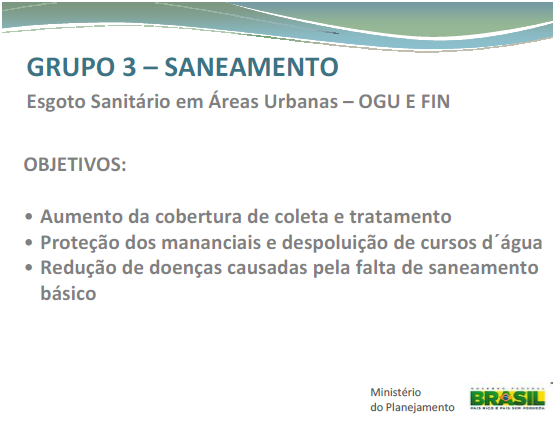 GRUPO 3 – SANEAMENTO
Esgoto Sanitário em Áreas Urbanas – OGU E FIN
OBJETIVOS:
• Aumento da cobertura de coleta e tratamento
• Proteção dos mananciais e despoluição de cursos d´água
• Redução de doenças causadas pela falta de saneamento
básico
Ministério
do Planejamento
GOVERNO FEDERAL
BRASIL
PAÍS RICO É PAÍS SEM POBREZA